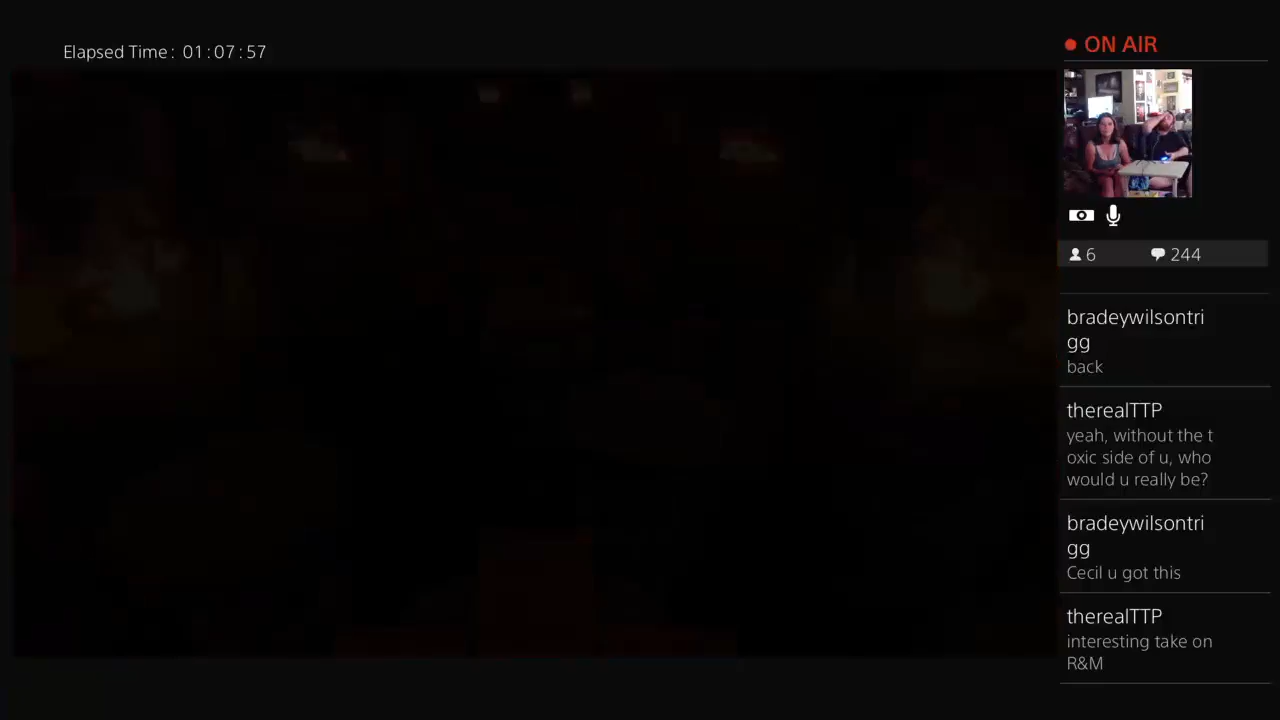 Elapsed Time: 01:07:57
ON AIR
6 244
bradeywilsontri
gg
back
therealTTP
yeah, without the t
oxic side of u, who
would u really be?
bradeywilsontri
gg
Cecil u got this
therealTTP
interesting take on
R&M